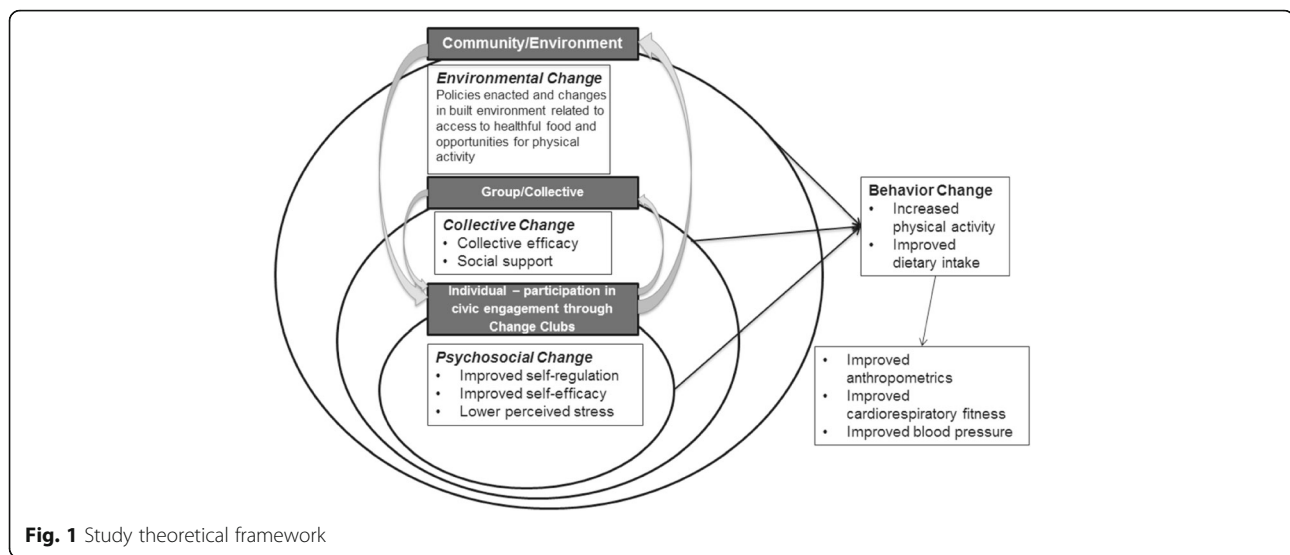 Community/Environment
Environmental Change
Policies enacted and changes
in built environment related to
access to healthful food and
opportunities for physical
activity
Group/Collective
Collective Change
• Collective efficacy
• Social support
Individual – participation in
civic engagement through
Change Clubs
Psychosocial Change
• Improved self-regulation
• Improved self-efficacy
• Lower perceived stress
Behavior Change
• Increased
physical activity
• Improved
dietary intake
• Improved
anthropometrics
• Improved
cardiorespiratory fitness
• Improved blood pressure
Fig. 1 Study theoretical framework